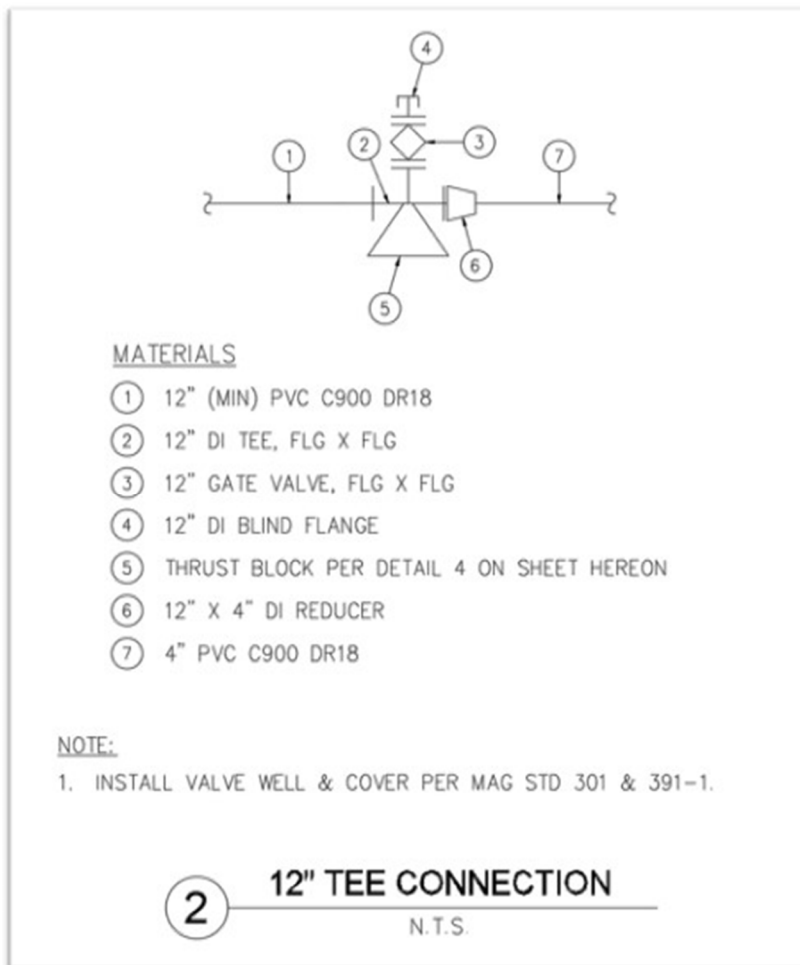 4
1
2
3
7
6
5
MATERIALS
1 12" (MIN) PVC C900 DR18
2 12" DI TEE, FLG X FLG
3 12" GATE VALVE, FLG X FLG
4 12" DI BLIND FLANGE
5 THRUST BLOCK PER DETAIL 4 ON SHEET HEREON
6 12" X 4" DI REDUCER
7 4" PVC C900 DR18
NOTE:
1. INSTALL VALVE WELL & COVER PER MAG STD 301 & 391-1.
2 12" TEE CONNECTION
N.T.S.